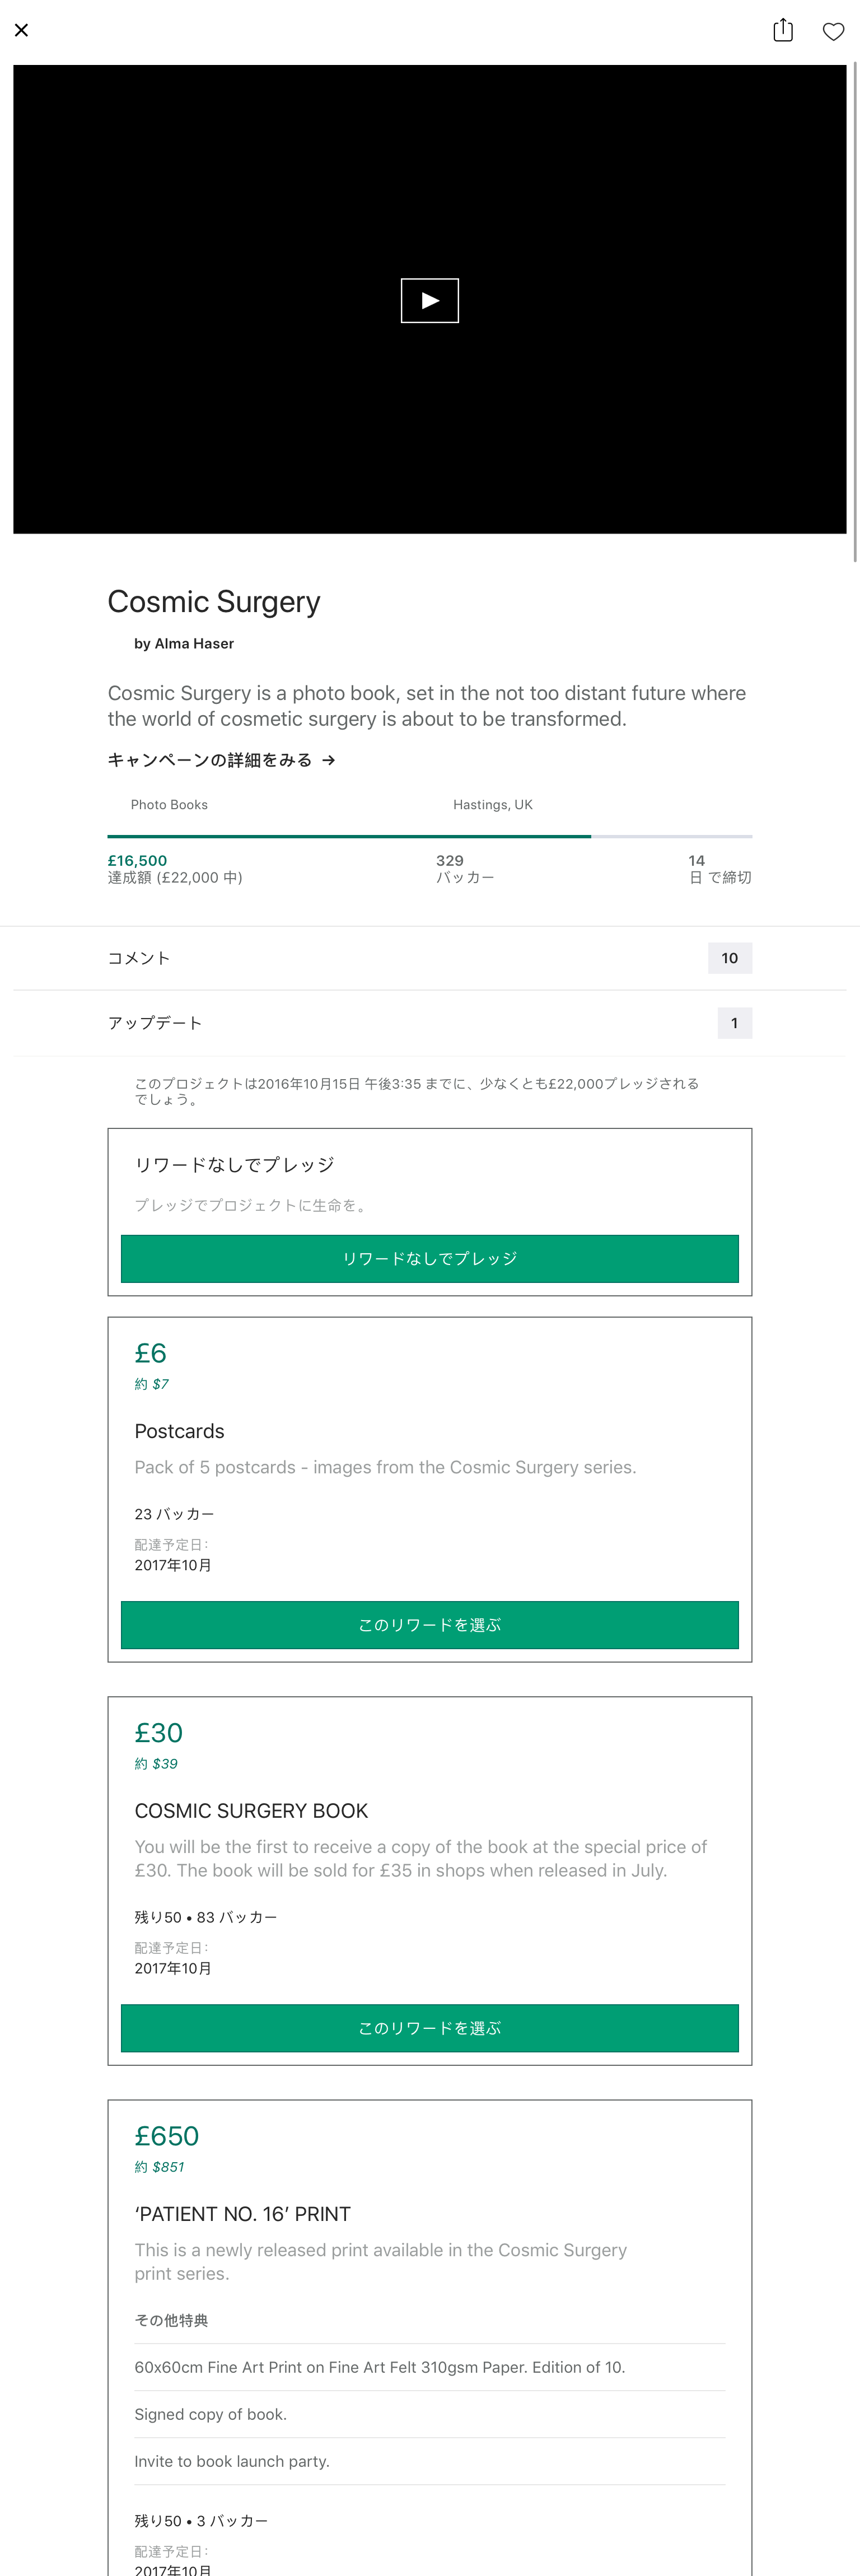 Cosmic Surgery
by Alma Haser
Cosmic Surgery is a photo book, set in the not too distant future where
the world of cosmetic surgery is about to be transformed.
キャンペーンの詳細をみる →
Photo Books
Hastings, UK
£16,500
達成額 (£22,000 中)
329
バッカー
14
日 で締切
コメント
10
アップデート
1
このプロジェクトは2016年10月15日 午後3:35 までに、少なくとも£22,000プレッジされる
でしょう。
リワードなしでプレッジ
プレッジでプロジェクトに生命を。
リワードなしでプレッジ
£6
約 $7
Postcards
Pack of 5 postcards - images from the Cosmic Surgery series.
23 バッカー
配達予定日:
2017年10月
このリワードを選ぶ
£30
約 $39
COSMIC SURGERY BOOK
You will be the first to receive a copy of the book at the special price of
£30. The book will be sold for £35 in shops when released in July.
残り50 • 83 バッカー
配達予定日:
2017年10月
このリワードを選ぶ
£650
約 $851
‘PATIENT NO. 16’ PRINT
This is a newly released print available in the Cosmic Surgery
print series.
その他特典
60x60cm Fine Art Print on Fine Art Felt 310gsm Paper. Edition of 10.
Signed copy of book.
Invite to book launch party.
残り50 • 3 バッカー
配達予定日:
2017年10月